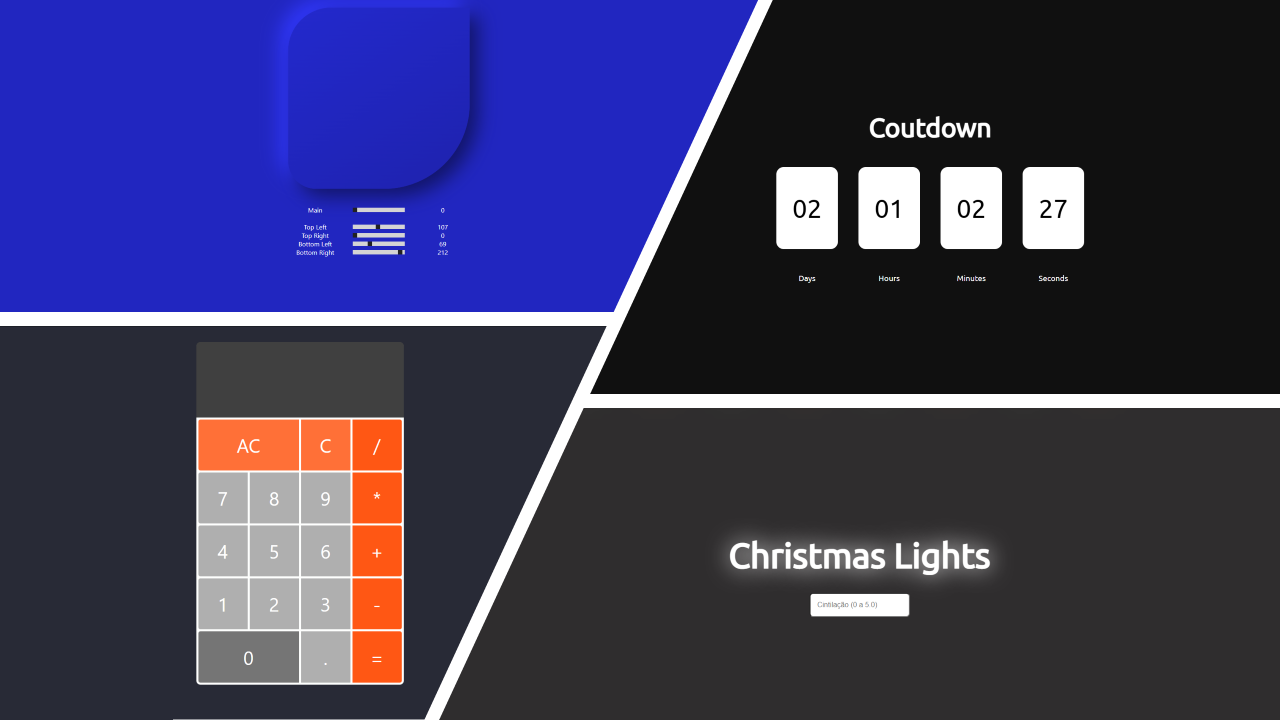 Main 0
Top Left 107
Top Right 0
Bottom Left 69
Bottom Right 212
Coutdown
02 01 02 27
Days Hours Minutes Seconds
AC C /
7 8 9 *
4 5 6 +
1 2 3 -
0 . =
Christmas Lights
Cintilação (0 a 5.0)